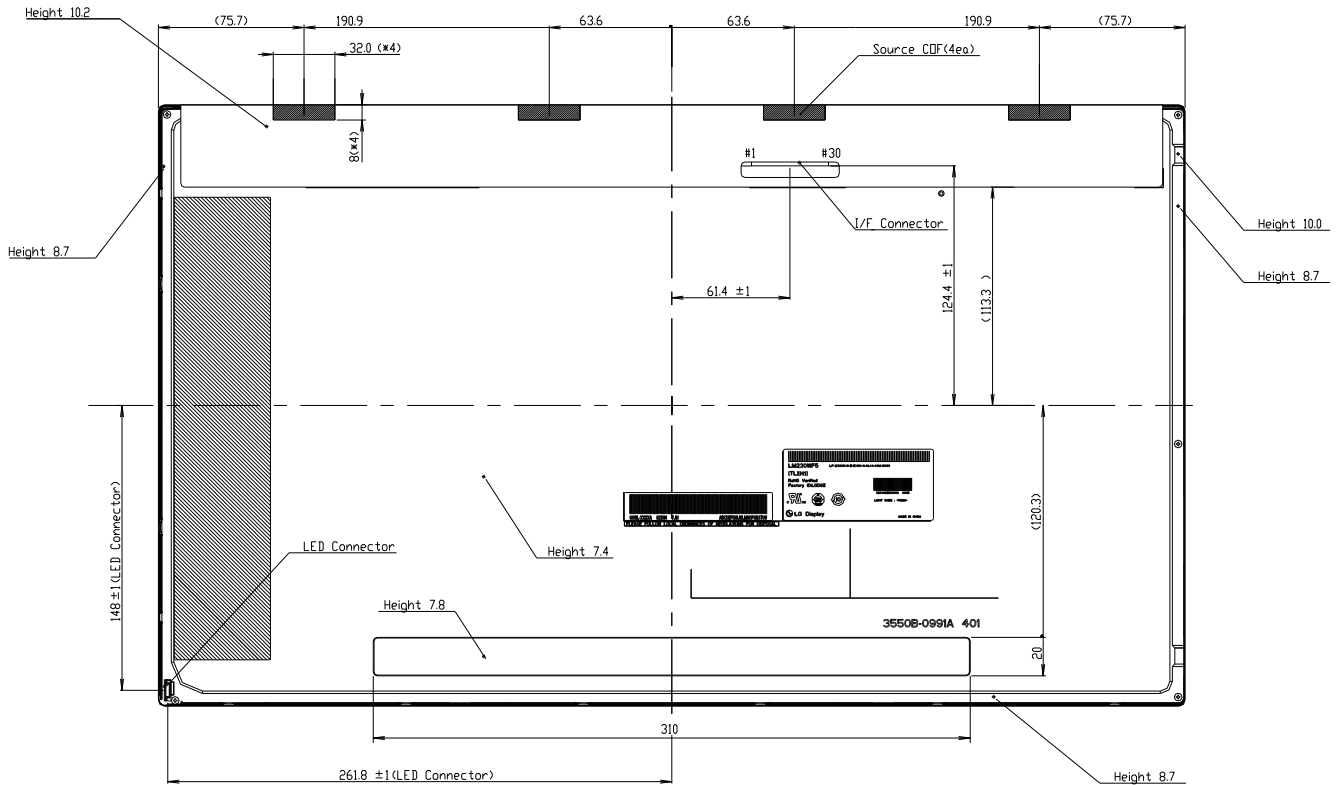 Height 10.2
(75.7)
190.9
63.6
63.6
190.9
(75.7)
32.0 (*4)
Source COF(4ea)
8(*4)
#1
#30
I/F Connector
Height 10.0
Height 8.7
Height 8.7
61.4 ±1
124.4 ±1
(113.3 )
148±1(LED Connector)
LED Connector
Height 7.4
Height 7.8
LM230WF5
(TL)(H1)
RoHS Verified
LG Display
MADE IN CHINA
(120.3)
3550B-0991A 401
20
310
261.8 ±1(LED Connector)
Height 8.7